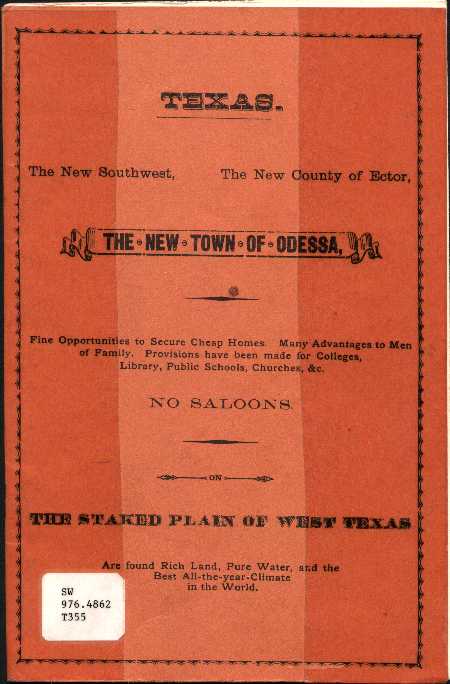 TEXAS.
The New Southwest, The New County of Ector,
THE NEW TOWN OF ODESSA,
Fine Opportunities to Secure Cheap Homes. Many Advantages to Men
of Family. Provisions have been made for Colleges,
Library, Public Schools, Churches, &c.
NO SALOONS.
ON
THE STAKED PLAIN OF WEST TEXAS
Are found Rich Land, Pure Water, and the
Best All-the-year-Climate
in the World.
SW
976.4862
T355